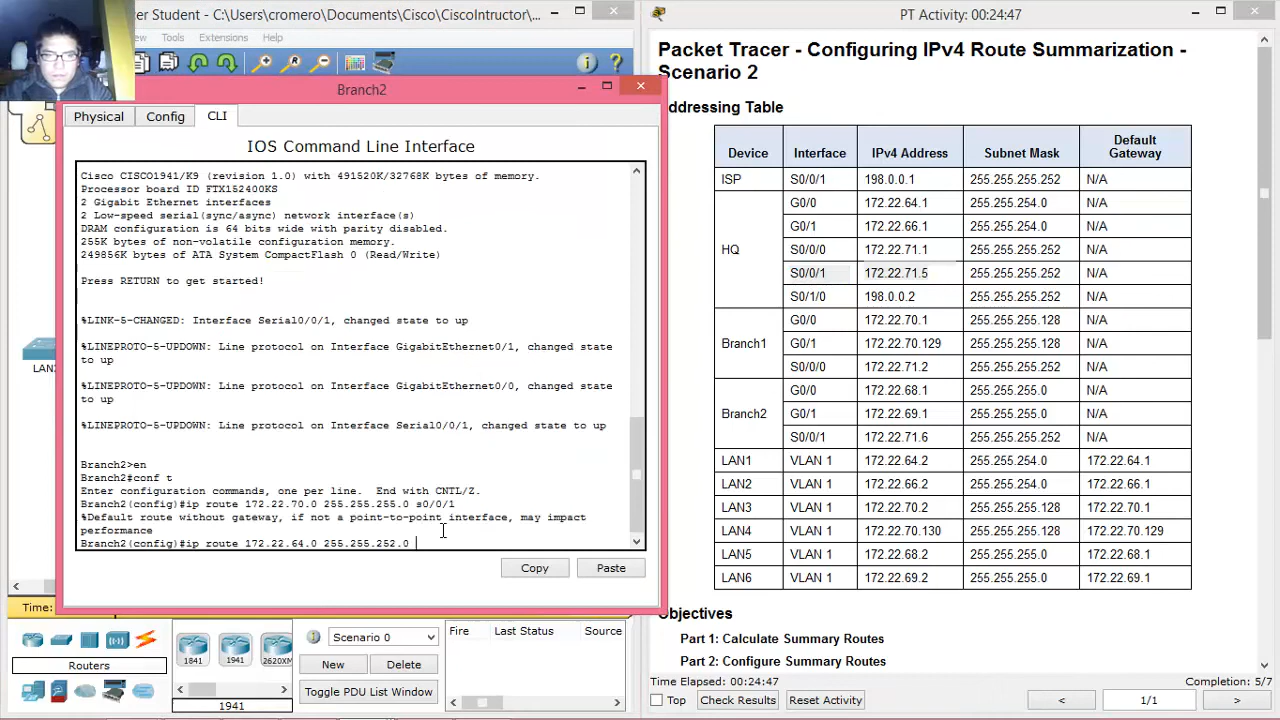 er Student - C:\Users\cromero\Documents\Cisco\CiscoIntructor\...
ew Tools Extensions Help
Branch2
Physical Config CLI
IOS Command Line Interface
Cisco CISCO1941/K9 (revision 1.0) with 491520K/32768K bytes of memory.
Processor board ID FTX152400KS
2 Gigabit Ethernet interfaces
2 Low-speed serial(sync/async) network interface(s)
DRAM configuration is 64 bits wide with parity disabled.
255K bytes of non-volatile configuration memory.
249856K bytes of ATA System CompactFlash 0 (Read/Write)
Press RETURN to get started!
%LINK-5-CHANGED: Interface Serial0/0/1, changed state to up
%LINEPROTO-5-UPDOWN: Line protocol on Interface GigabitEthernet0/1, changed state
to up
%LINEPROTO-5-UPDOWN: Line protocol on Interface GigabitEthernet0/0, changed state
to up
%LINEPROTO-5-UPDOWN: Line protocol on Interface Serial0/0/1, changed state to up
Branch2>en
Branch2#conf t
Enter configuration commands, one per line. End with CNTL/Z.
Branch2(config)#ip route 172.22.70.0 255.255.255.0 s0/0/1
%Default route without gateway, if not a point-to-point interface, may impact
performance
Branch2(config)#ip route 172.22.64.0 255.255.252.0
Copy Paste
LAN
Time:
Routers
1841 1941 2620XM
1941
Scenario 0
New Delete
Toggle PDU List Window
Fire Last Status Source
PT Activity: 00:24:47
Packet Tracer - Configuring IPv4 Route Summarization -
Scenario 2
ddressing Table
Device Interface IPv4 Address Subnet Mask Default Gateway
ISP S0/0/1 198.0.0.1 255.255.255.252 N/A
HQ G0/0 172.22.64.1 255.255.254.0 N/A
G0/1 172.22.66.1 255.255.254.0 N/A
S0/0/0 172.22.71.1 255.255.255.252 N/A
S0/0/1 172.22.71.5 255.255.255.252 N/A
S0/1/0 198.0.0.2 255.255.255.252 N/A
Branch1 G0/0 172.22.70.1 255.255.255.128 N/A
G0/1 172.22.70.129 255.255.255.128 N/A
S0/0/0 172.22.71.2 255.255.255.252 N/A
Branch2 G0/0 172.22.68.1 255.255.255.0 N/A
G0/1 172.22.69.1 255.255.255.0 N/A
S0/0/1 172.22.71.6 255.255.255.252 N/A
LAN1 VLAN 1 172.22.64.2 255.255.254.0 172.22.64.1
LAN2 VLAN 1 172.22.66.2 255.255.254.0 172.22.66.1
LAN3 VLAN 1 172.22.70.2 255.255.255.128 172.22.70.1
LAN4 VLAN 1 172.22.70.130 255.255.255.128 172.22.70.129
LAN5 VLAN 1 172.22.68.2 255.255.255.0 172.22.68.1
LAN6 VLAN 1 172.22.69.2 255.255.255.0 172.22.69.1
Objectives
Part 1: Calculate Summary Routes
Part 2: Configure Summary Routes
Time Elapsed: 00:24:47 Completion: 5/7
Top Check Results Reset Activity < 1/1 >